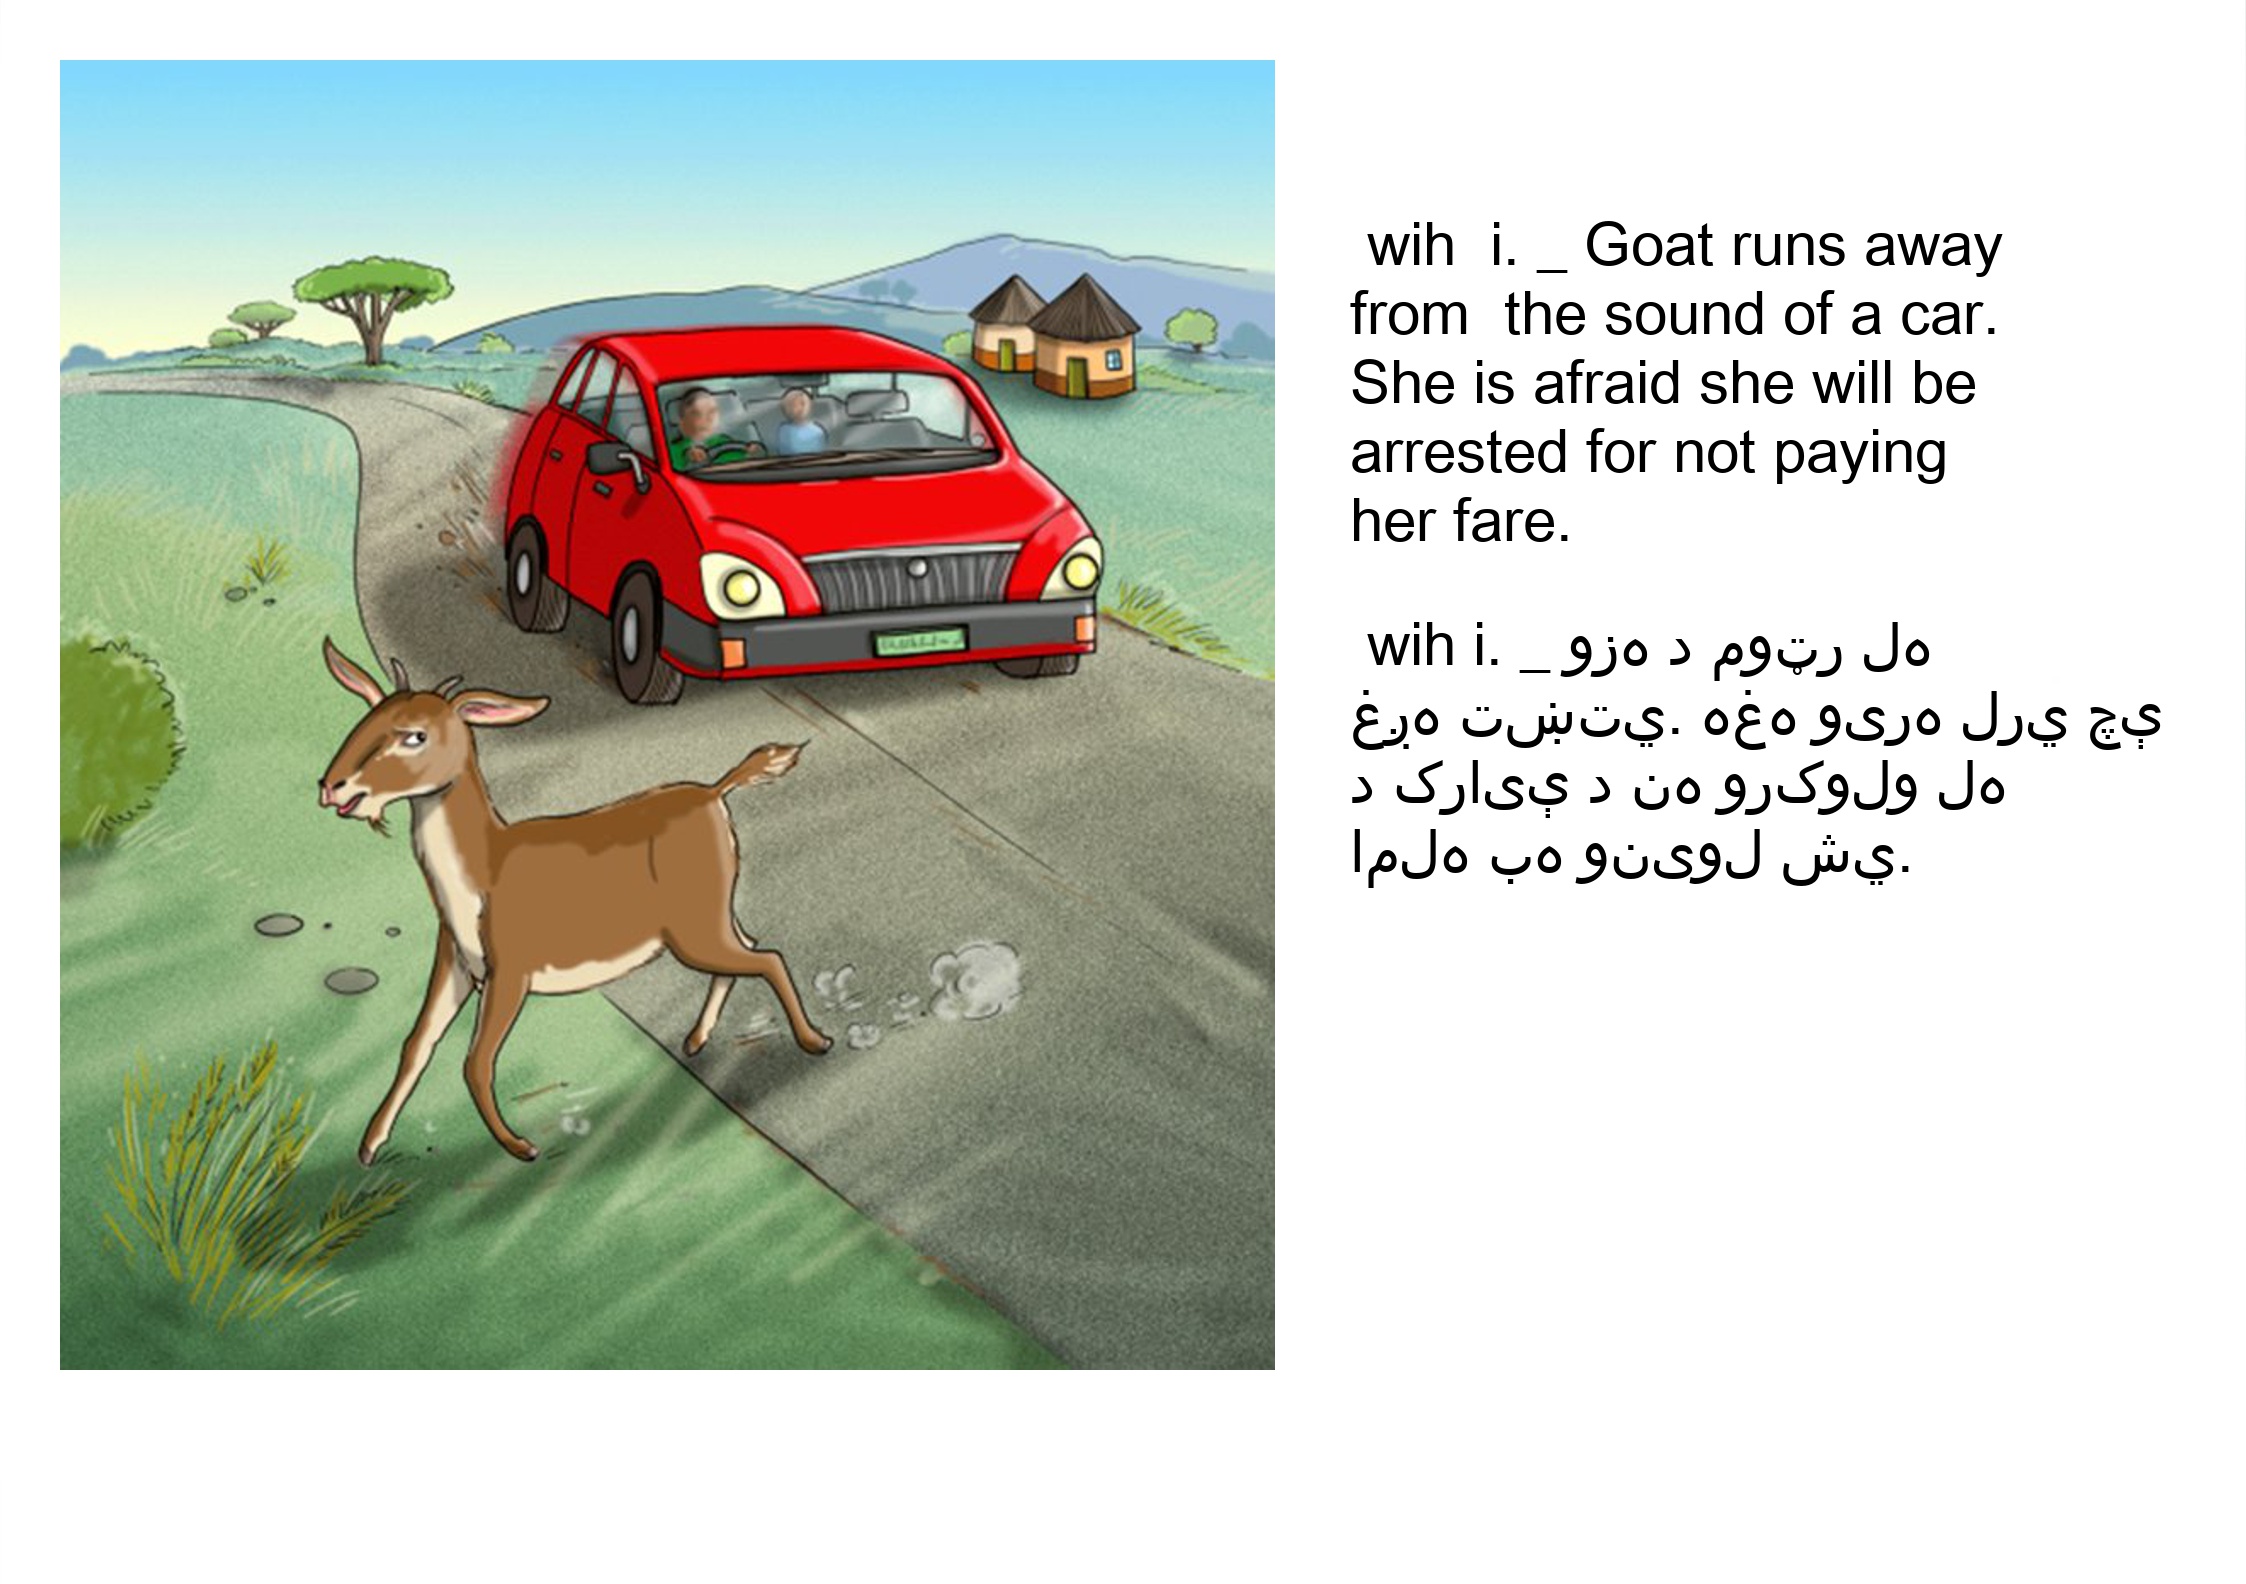 wih i. _ Goat runs away
from the sound of a car.
She is afraid she will be
arrested for not paying
her fare.
wih i. _ وزه د موټر له
غږه تښتي. هغه ویره لري چې
د کرایې د نه ورکولو له
امله به ونیول شي.